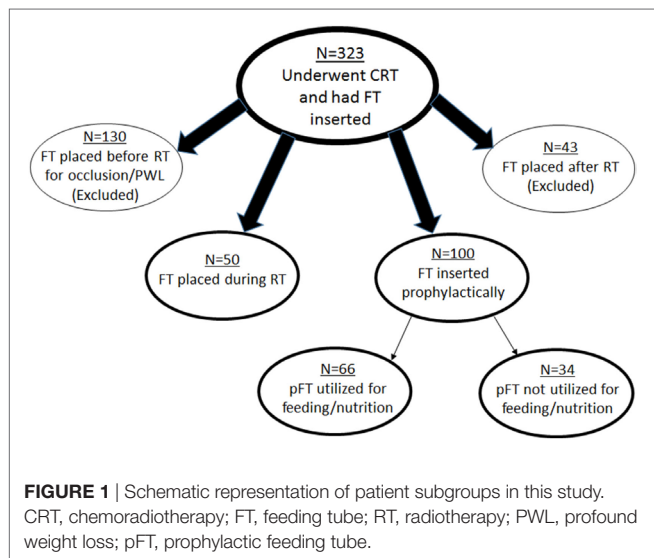 N=323
Underwent CRT
and had FT
inserted
N=130
FT placed before RT
for occlusion/PWL
(Excluded)
N=43
FT placed after RT
(Excluded)
N=50
FT placed during RT
N=100
FT inserted
prophylactically
N=66
pFT utilized for
feeding/nutrition
N=34
pFT not utilized for
feeding/nutrition
FIGURE 1 | Schematic representation of patient subgroups in this study.
CRT, chemoradiotherapy; FT, feeding tube; RT, radiotherapy; PWL, profound
weight loss; pFT, prophylactic feeding tube.